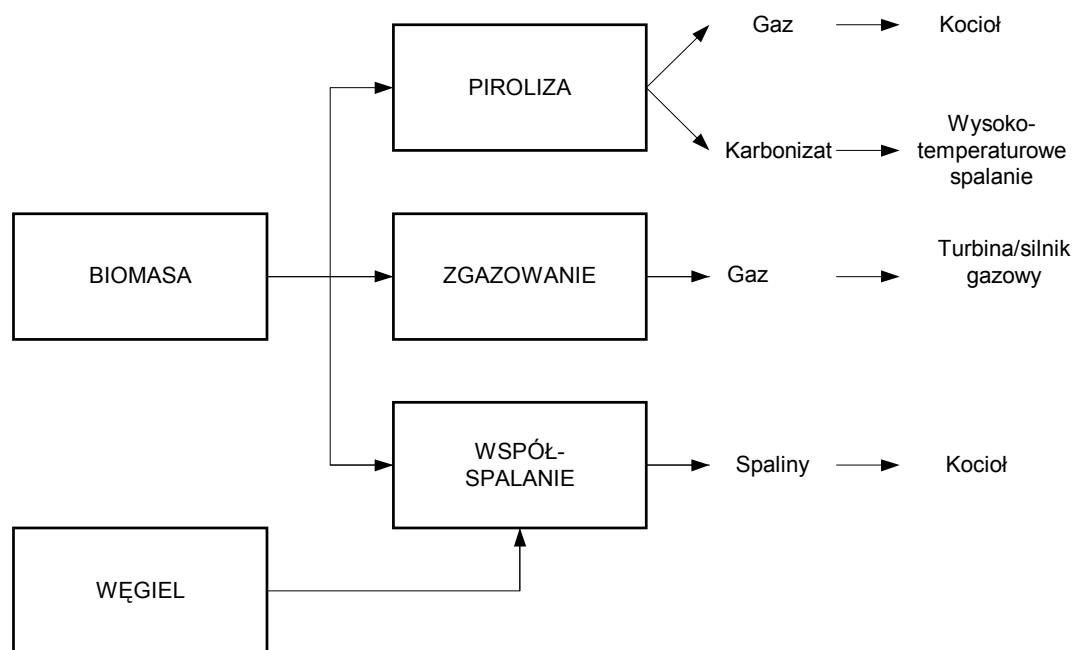 Gaz
Kocioł
PIROLIZA
Karbonizat
Wysoko-
temperaturowe
spalanie
BIOMASA
ZGAZOWANIE
Gaz
Turbina/silnik
gazowy
WSPÓŁ-
SPALANIE
Spaliny
Kocioł
WĘGIEL